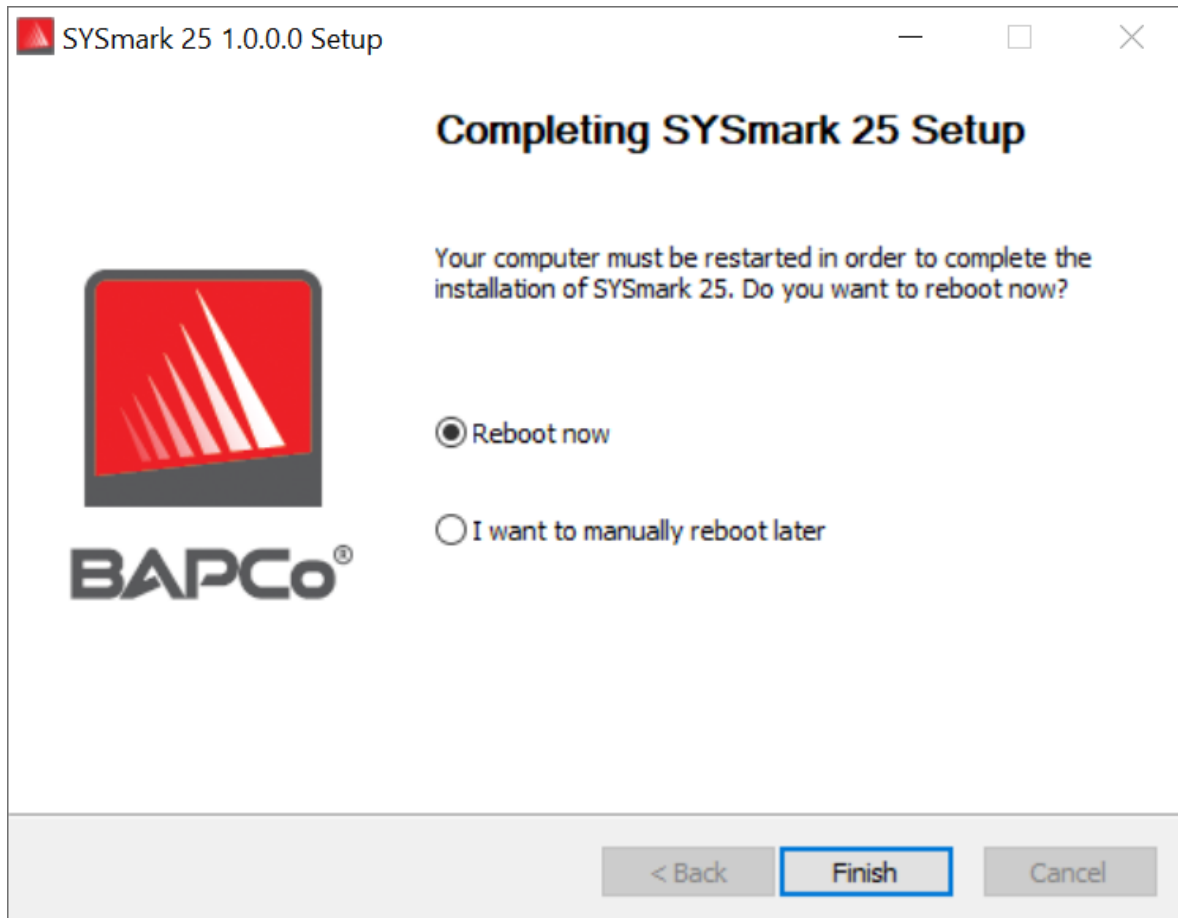 SYSmark 25 1.0.0.0 Setup
Completing SYSmark 25 Setup
Your computer must be restarted in order to complete the
installation of SYSmark 25. Do you want to reboot now?
Reboot now
I want to manually reboot later
BAPCo®
< Back
Finish
Cancel